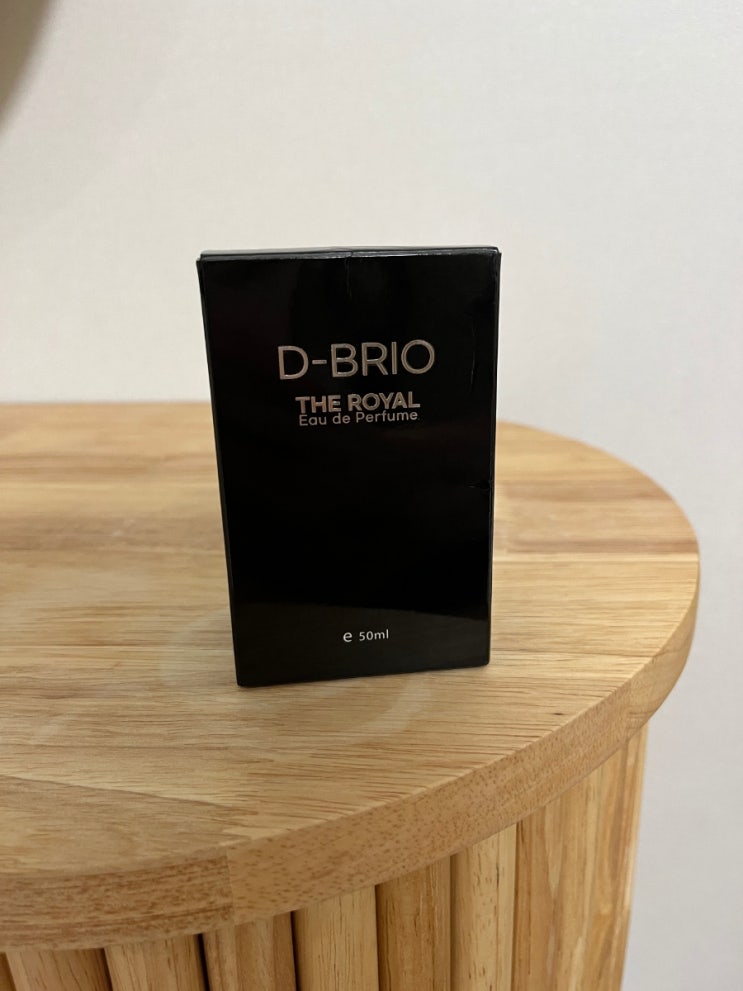 D-BRIO
THE ROYAL
Eau de Perfume
℮ 50ml